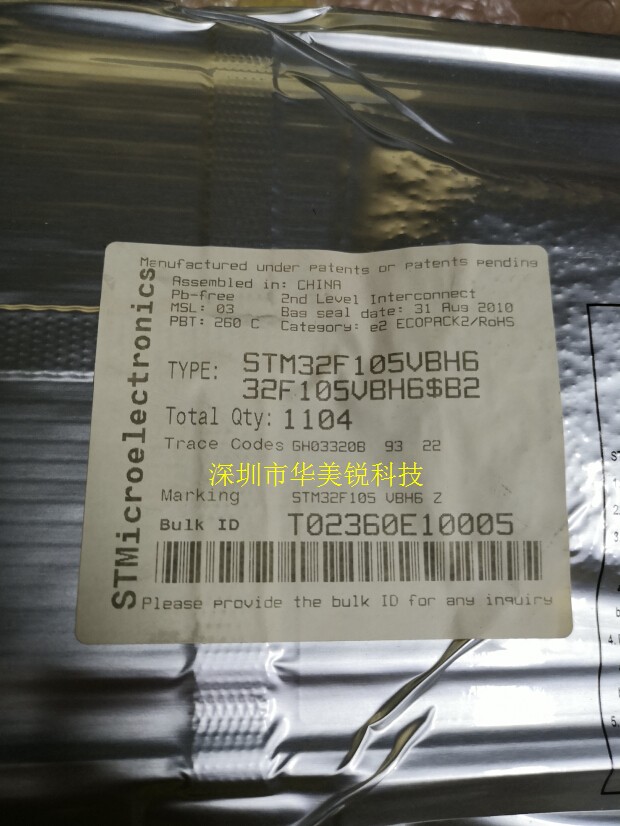 STMicroelectronics
Manufactured under patents or patents pending
Assembled in: CHINA
Pb-free 2nd Level Interconnect
MSL: 03 Bag seal date: 31 Aug 2010
PBT: 260 C Category: e2 ECOPACK2/RoHS
TYPE: STM32F105VBH6
32F105VBH6$B2
Total Qty: 1104
Trace Codes GH03320B 93 22
深圳市华美锐科技
Marking STM32F105 VBH6 Z
Bulk ID T02360E10005
Please provide the bulk ID for any inquiry